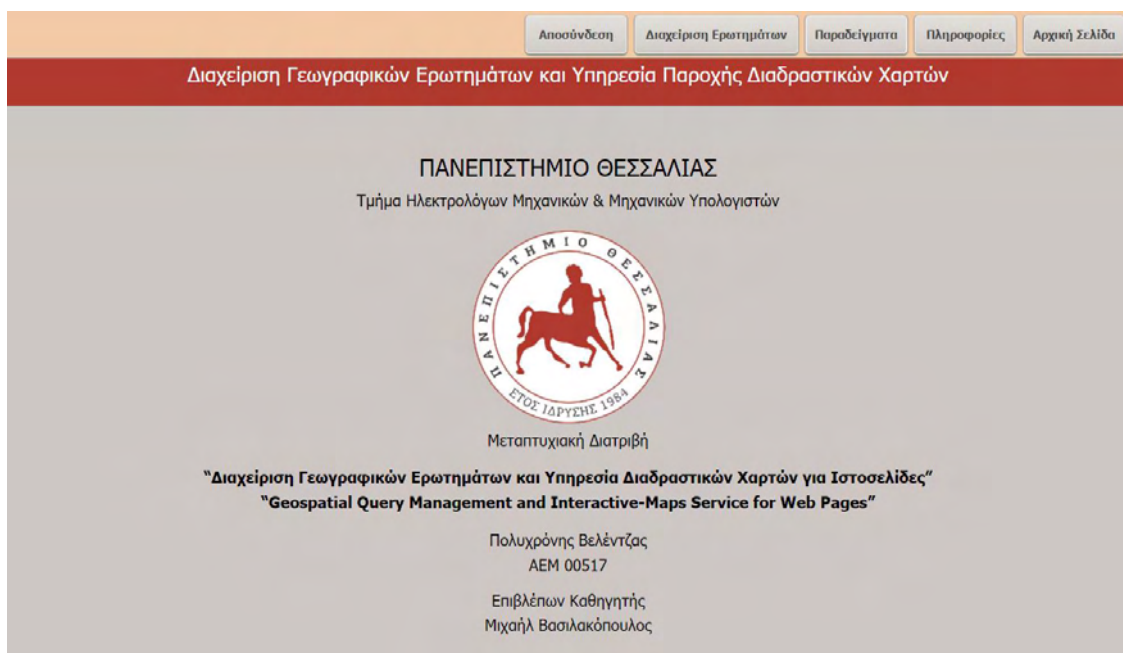 Αποσύνδεση Διαχείριση Ερωτημάτων Παραδείγματα Πληροφορίες Αρχική Σελίδα
Διαχείριση Γεωγραφικών Ερωτημάτων και Υπηρεσία Παροχής Διαδραστικών Χαρτών
ΠΑΝΕΠΙΣΤΗΜΙΟ ΘΕΣΣΑΛΙΑΣ
Τμήμα Ηλεκτρολόγων Μηχανικών & Μηχανικών Υπολογιστών
ΠΑΝΕΠΙΣΤΗΜΙΟ ΘΕΣΣΑΛΙΑΣ
ΕΤΟΣ ΙΔΡΥΣΗΣ 1984
Μεταπτυχιακή Διατριβή
"Διαχείριση Γεωγραφικών Ερωτημάτων και Υπηρεσία Διαδραστικών Χαρτών για Ιστοσελίδες"
"Geospatial Query Management and Interactive-Maps Service for Web Pages"
Πολυχρόνης Βελέντζας
ΑΕΜ 00517
Επιβλέπων Καθηγητής
Μιχαήλ Βασιλακόπουλος